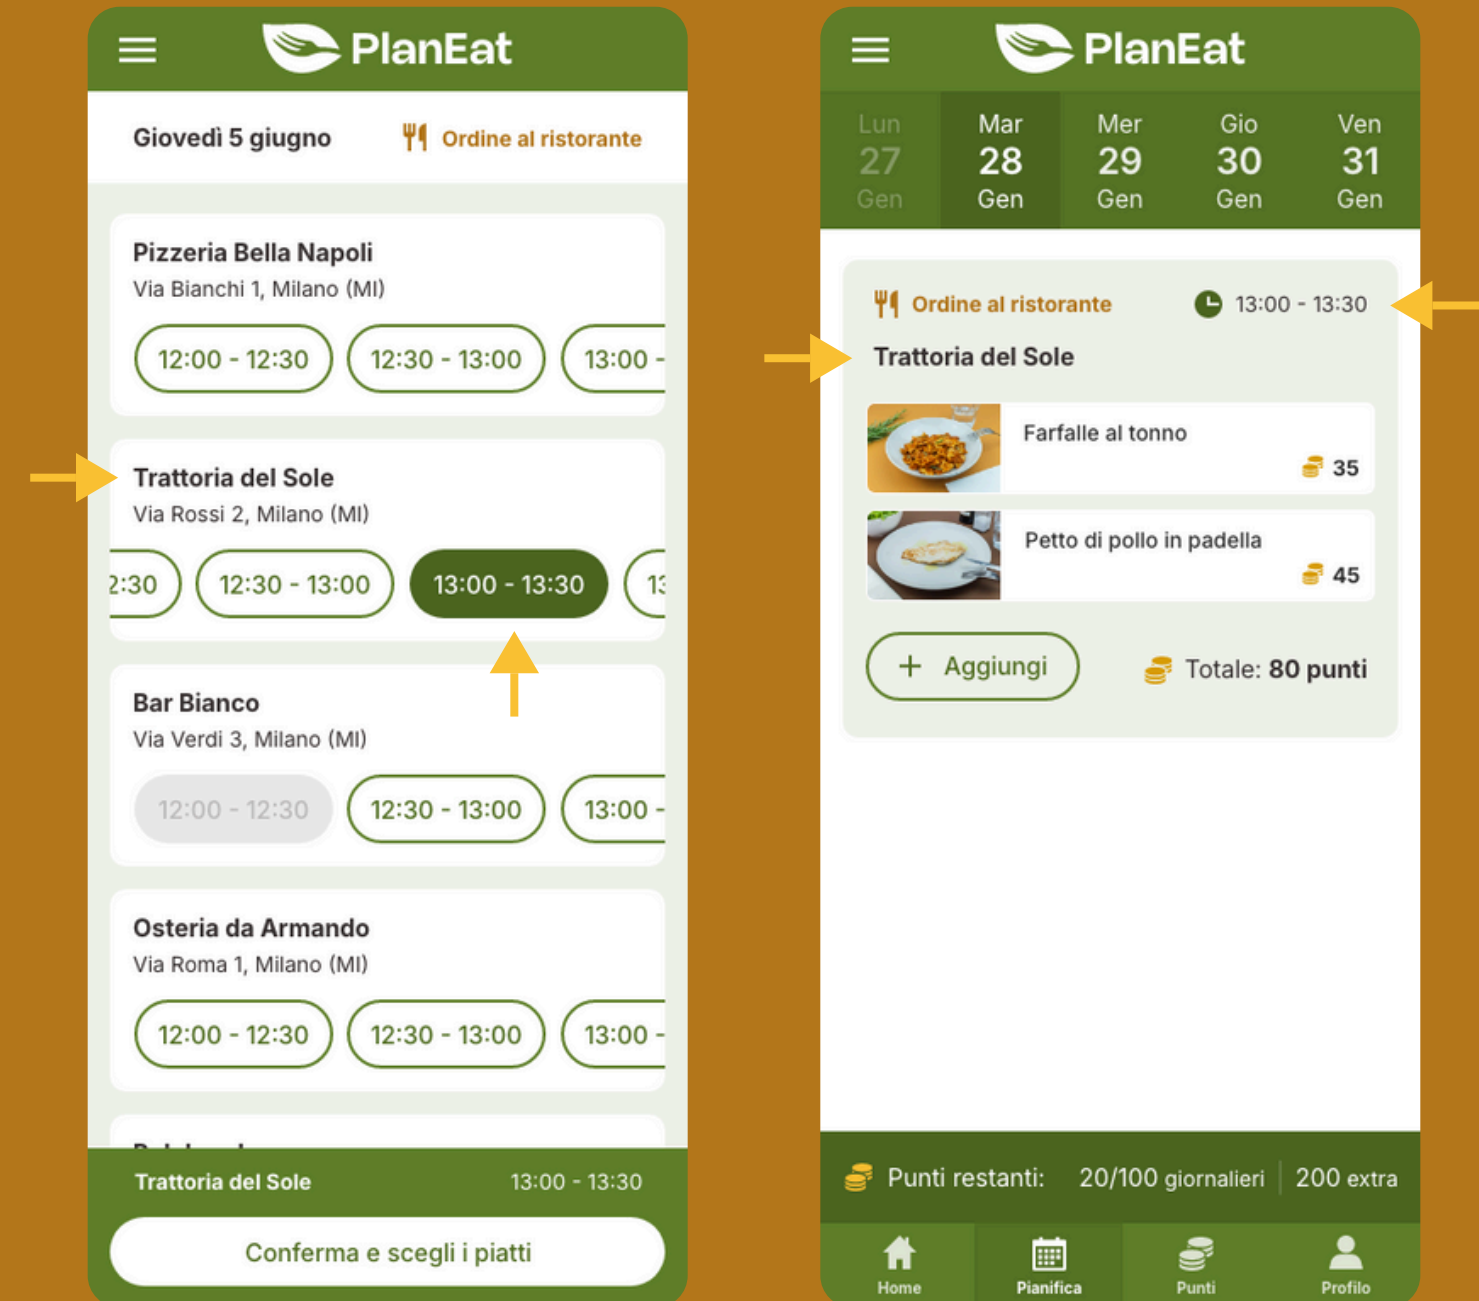 PlanEat
Giovedì 5 giugno
Ordine al ristorante
Pizzeria Bella Napoli
Via Bianchi 1, Milano (MI)
12:00 - 12:30
12:30 - 13:00
13:00 -
Trattoria del Sole
Via Rossi 2, Milano (MI)
2:30
12:30 - 13:00
13:00 - 13:30
13
Bar Bianco
Via Verdi 3, Milano (MI)
12:00 - 12:30
12:30 - 13:00
13:00 -
Osteria da Armando
Via Roma 1, Milano (MI)
12:00 - 12:30
12:30 - 13:00
13:00 -
Trattoria del Sole
13:00 - 13:30
Conferma e scegli i piatti
PlanEat
Lun
27
Gen
Mar
28
Gen
Mer
29
Gen
Gio
30
Gen
Ven
31
Gen
Ordine al ristorante
13:00 - 13:30
Trattoria del Sole
Farfalle al tonno
35
Petto di pollo in padella
45
+ Aggiungi
Totale: 80 punti
Punti restanti:
20/100 giornalieri
200 extra
Home
Pianifica
Punti
Profilo